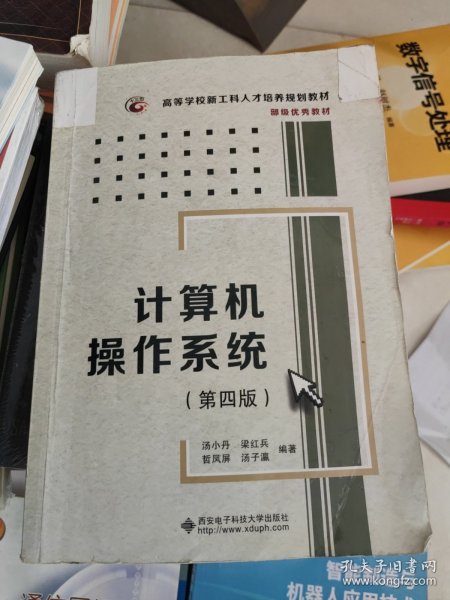 高等学校新工科人才培养规划教材
部级优秀教材
计算机
操作系统
(第四版)
汤小丹 梁红兵
哲凤屏 汤子瀛 编著
西安电子科技大学出版社
http://www.xduph.com
数字信号处理
编著
机器人应用技术
孔夫子旧书网